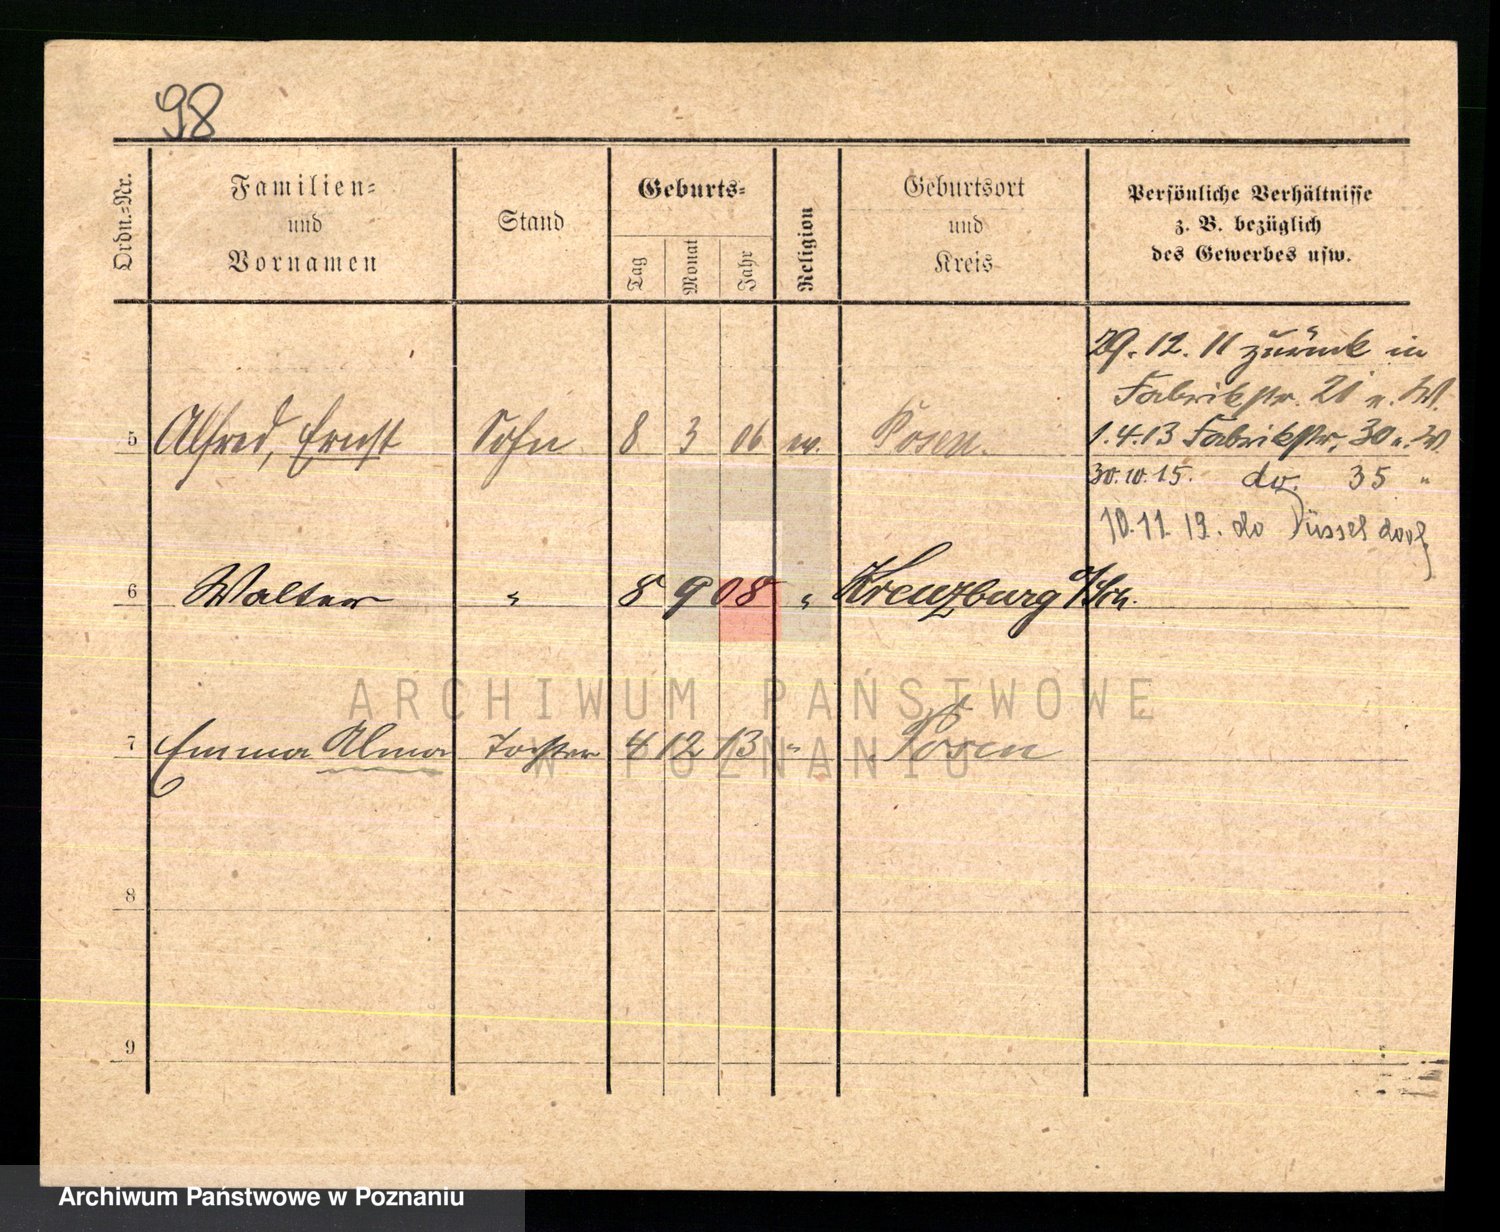 98
Ordn.=Nr.
Familien=
und
Vornamen
Stand
Geburts=
Tag
Monat
Jahr
Religion
Geburtsort
und
Kreis
Persönliche Verhältnisse
z. B. bezüglich
des Gewerbes usw.
29. 12. 11 zurück in
Fabrikstr. 21 v. W.
5 Alfred, Ernst Sohn 8 3 06 ev. Posen. 1.4.13 Fabrikstr. 30 v. W
30.10.15. do. 35 "
10.11.19. do Düsseldorf
6 Walter " 8 9 08 " Kreuzburg O/Sch.
7 Emma Alma Tochter 4 12 13 " Posen
8
9
ARCHIWUM PAŃSTWOWE
W POZNANIU
Archiwum Państwowe w Poznaniu